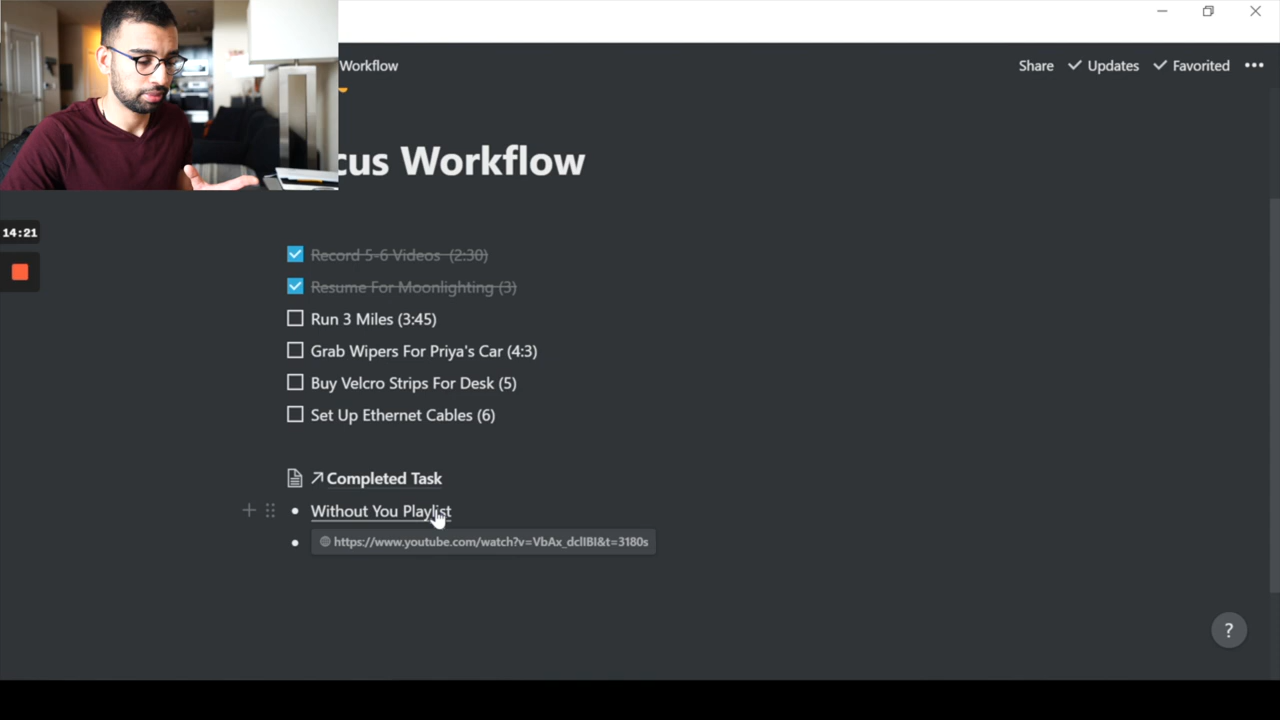 Workflow
Share
Updates
Favorited
cus Workflow
14:21
Record 5-6 Videos (2:30)
Resume For Moonlighting (3)
Run 3 Miles (3:45)
Grab Wipers For Priya's Car (4:3)
Buy Velcro Strips For Desk (5)
Set Up Ethernet Cables (6)
Completed Task
Without You Playlist
https://www.youtube.com/watch?v=VbAx_dclIBI&t=3180s
?